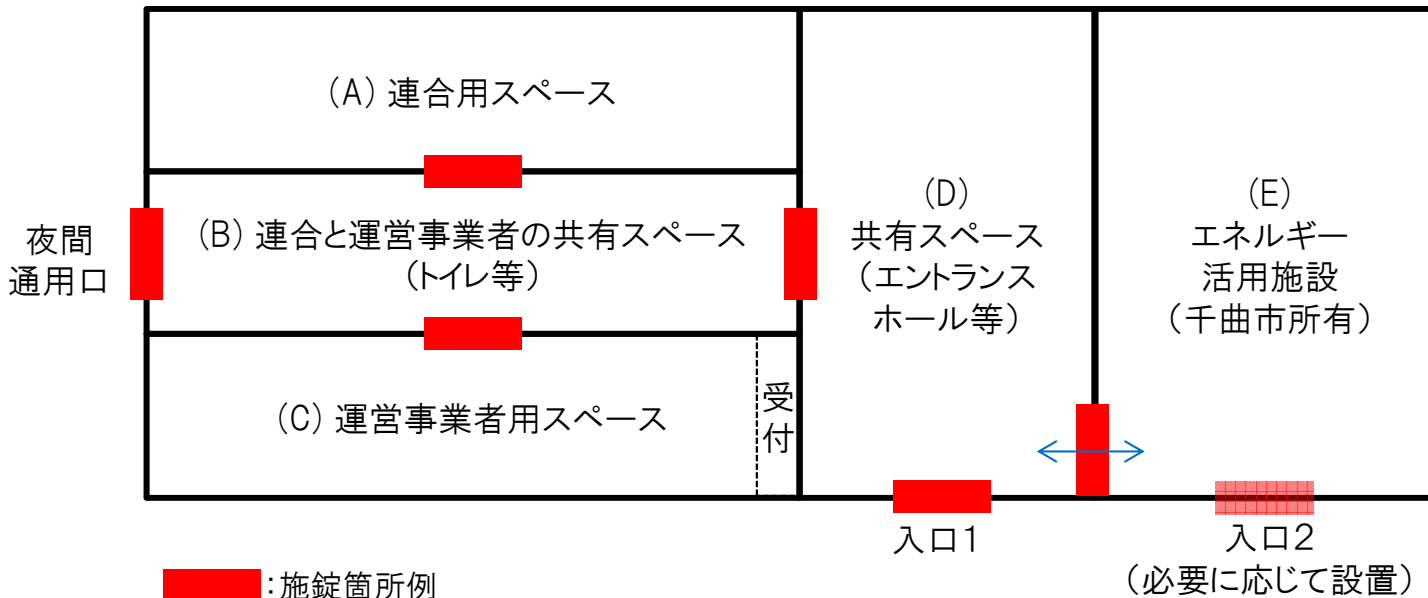 (A) 連合用スペース
夜間
通用口
(B) 連合と運営事業者の共有スペース
（トイレ等）
(C) 運営事業者用スペース
受
付
(D)
共有スペース
（エントランス
ホール等）
(E)
エネルギー
活用施設
（千曲市所有）
入口1
入口2
（必要に応じて設置）
：施錠箇所例